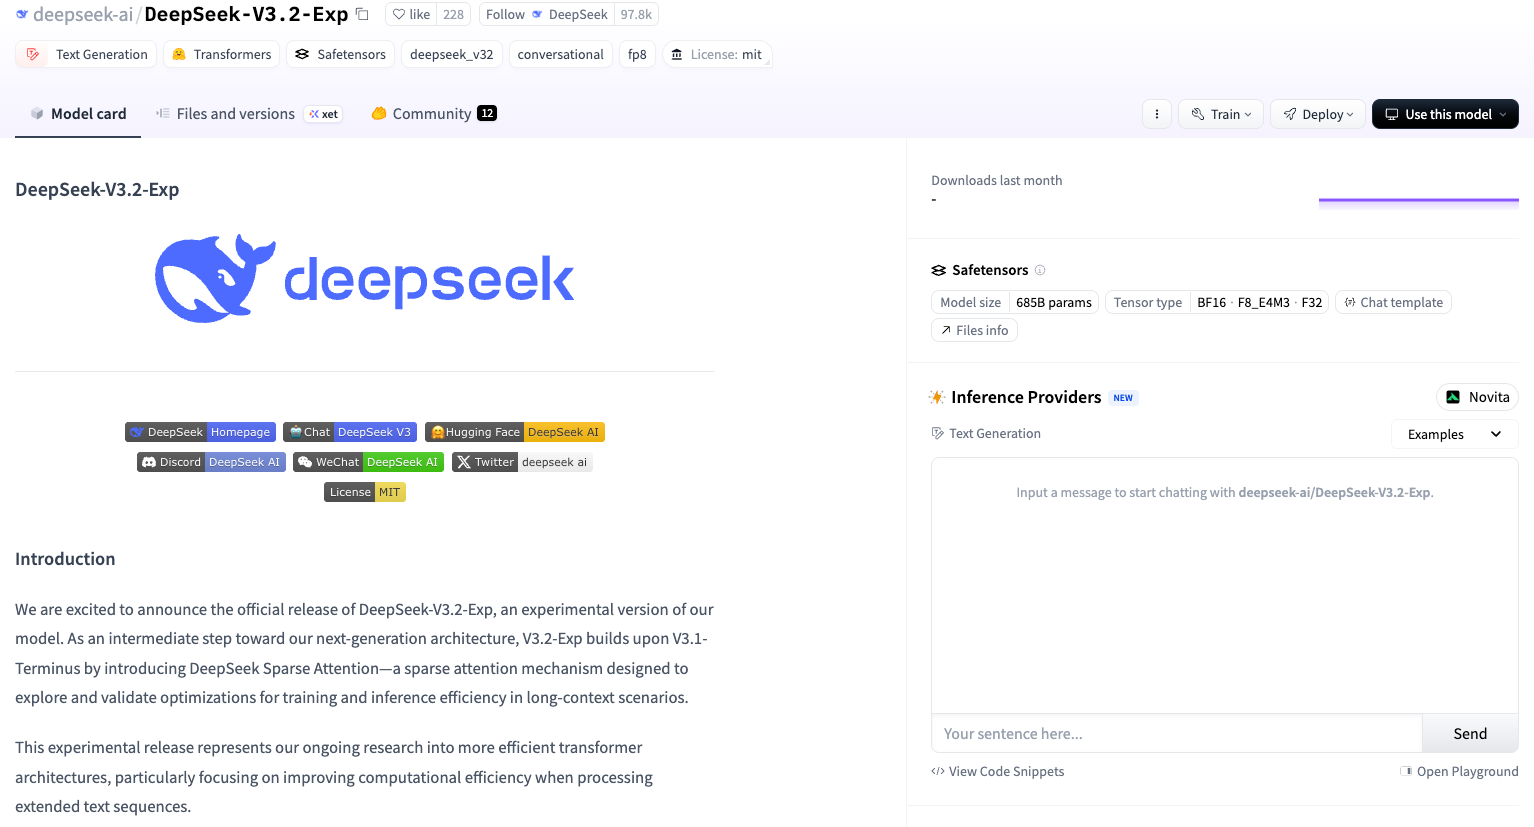 deepseek-ai/DeepSeek-V3.2-Exp like 228 Follow DeepSeek 97.8k
Text Generation Transformers Safetensors deepseek_v32 conversational fp8 License: mit
Model card Files and versions xet Community 12 Train Deploy Use this model
DeepSeek-V3.2-Exp
deepseek
DeepSeek Homepage Chat DeepSeek V3 Hugging Face DeepSeek AI
Discord DeepSeek AI WeChat DeepSeek AI Twitter deepseek ai
License MIT
Introduction
We are excited to announce the official release of DeepSeek-V3.2-Exp, an experimental version of our
model. As an intermediate step toward our next-generation architecture, V3.2-Exp builds upon V3.1-
Terminus by introducing DeepSeek Sparse Attention—a sparse attention mechanism designed to
explore and validate optimizations for training and inference efficiency in long-context scenarios.
This experimental release represents our ongoing research into more efficient transformer
architectures, particularly focusing on improving computational efficiency when processing
extended text sequences.
Downloads last month
-
Safetensors
Model size 685B params Tensor type BF16 · F8_E4M3 · F32 Chat template
Files info
Inference Providers NEW Novita
Text Generation Examples
Input a message to start chatting with deepseek-ai/DeepSeek-V3.2-Exp.
Your sentence here... Send
</> View Code Snippets Open Playground